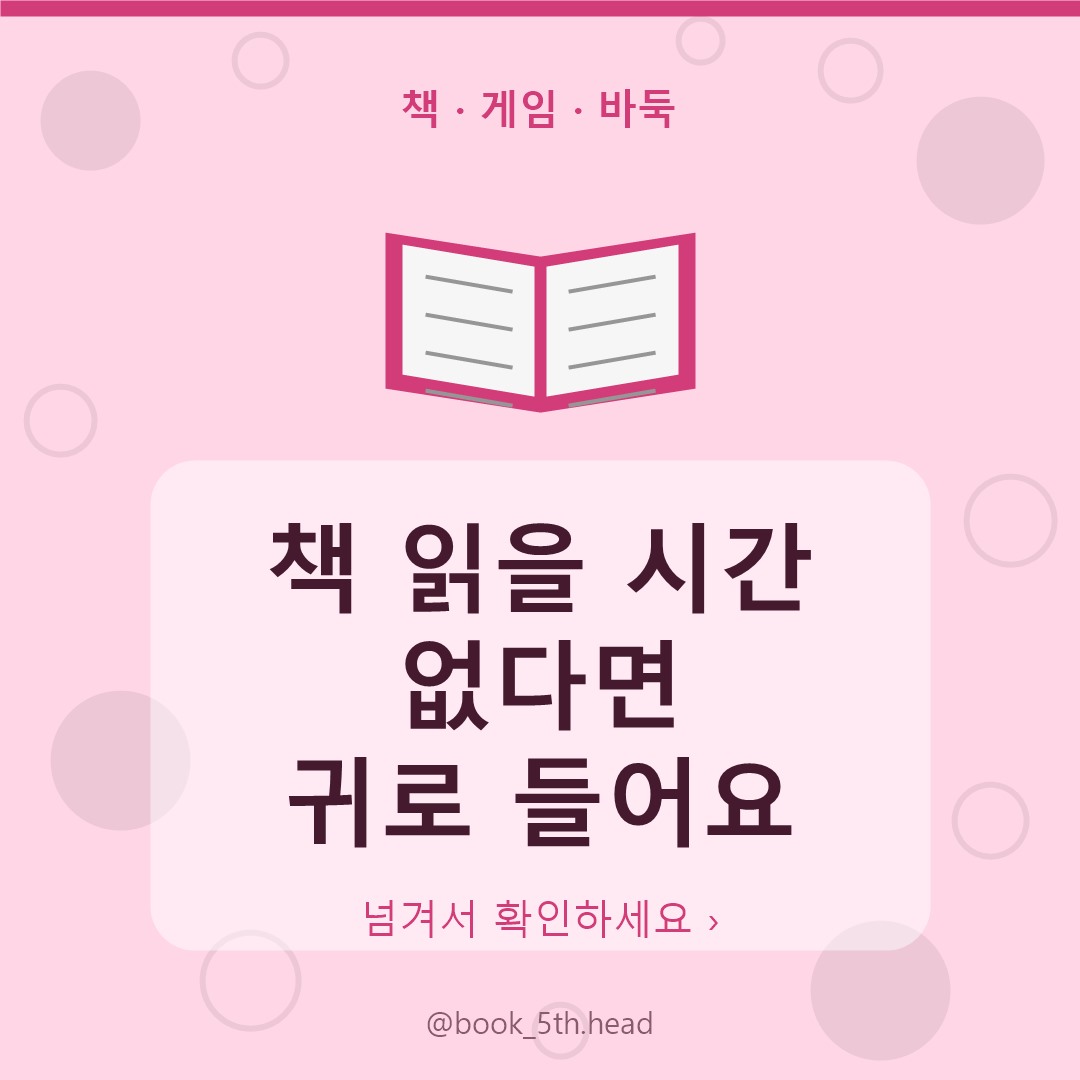 책 · 게임 · 바둑
책 읽을 시간
없다면
귀로 들어요
넘겨서 확인하세요 ›
@book_5th.head